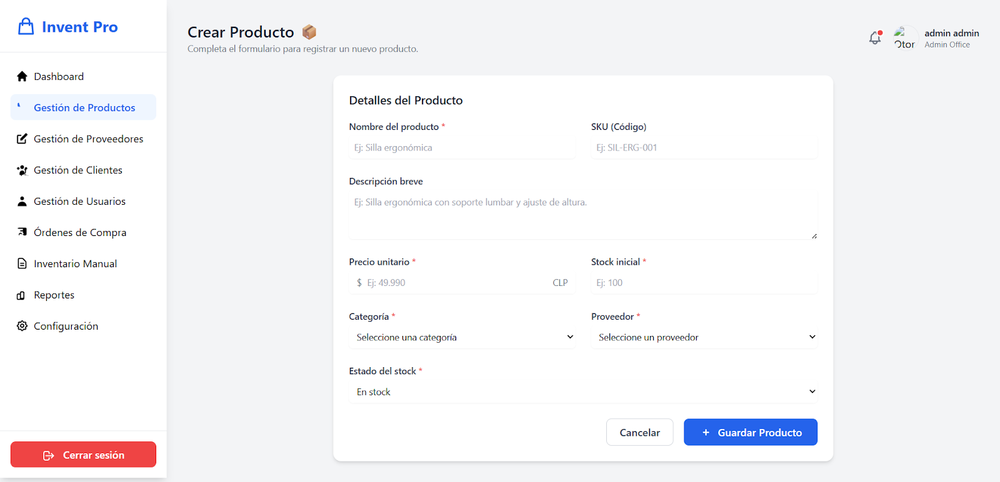 Invent Pro
Dashboard
Gestión de Productos
Gestión de Proveedores
Gestión de Clientes
Gestión de Usuarios
Órdenes de Compra
Inventario Manual
Reportes
Configuración
Cerrar sesión
Crear Producto
Completa el formulario para registrar un nuevo producto.
admin admin
Admin Office
Detalles del Producto
Nombre del producto * SKU (Código)
Ej: Silla ergonómica Ej: SIL-ERG-001
Descripción breve
Ej: Silla ergonómica con soporte lumbar y ajuste de altura.
Precio unitario * Stock inicial *
$ Ej: 49.990 CLP Ej: 100
Categoría * Proveedor *
Seleccione una categoría Seleccione un proveedor
Estado del stock *
En stock
Cancelar + Guardar Producto